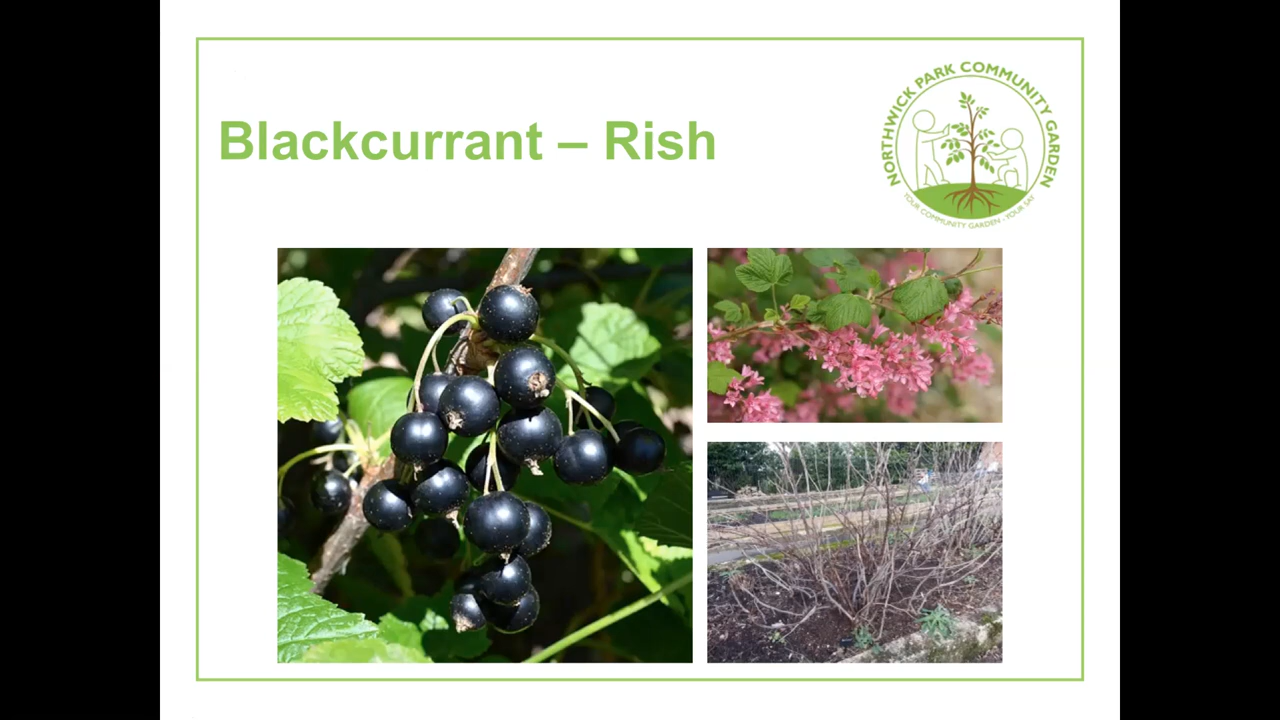 Blackcurrant – Rish
NORTHWICK PARK COMMUNITY GARDEN
YOUR COMMUNITY GARDEN - YOUR SAY